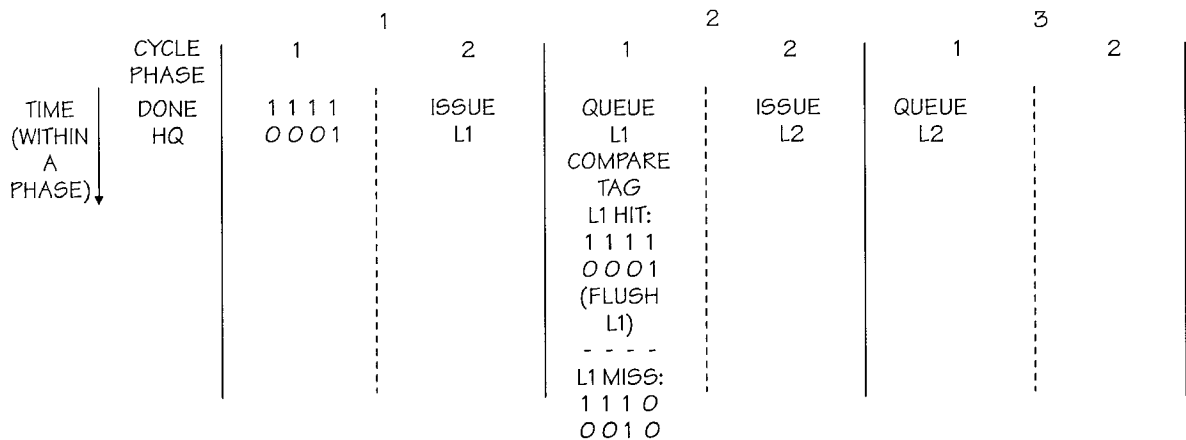 1 2 3
CYCLE 1 2 1 2 1 2
PHASE
TIME DONE 1 1 1 1 ISSUE QUEUE ISSUE QUEUE
(WITHIN HQ 0 0 0 1 L1 L1 L2 L2
A COMPARE
PHASE) TAG
L1 HIT:
1 1 1 1
0 0 0 1
(FLUSH
L1)
- - - -
L1 MISS:
1 1 1 0
0 0 1 0